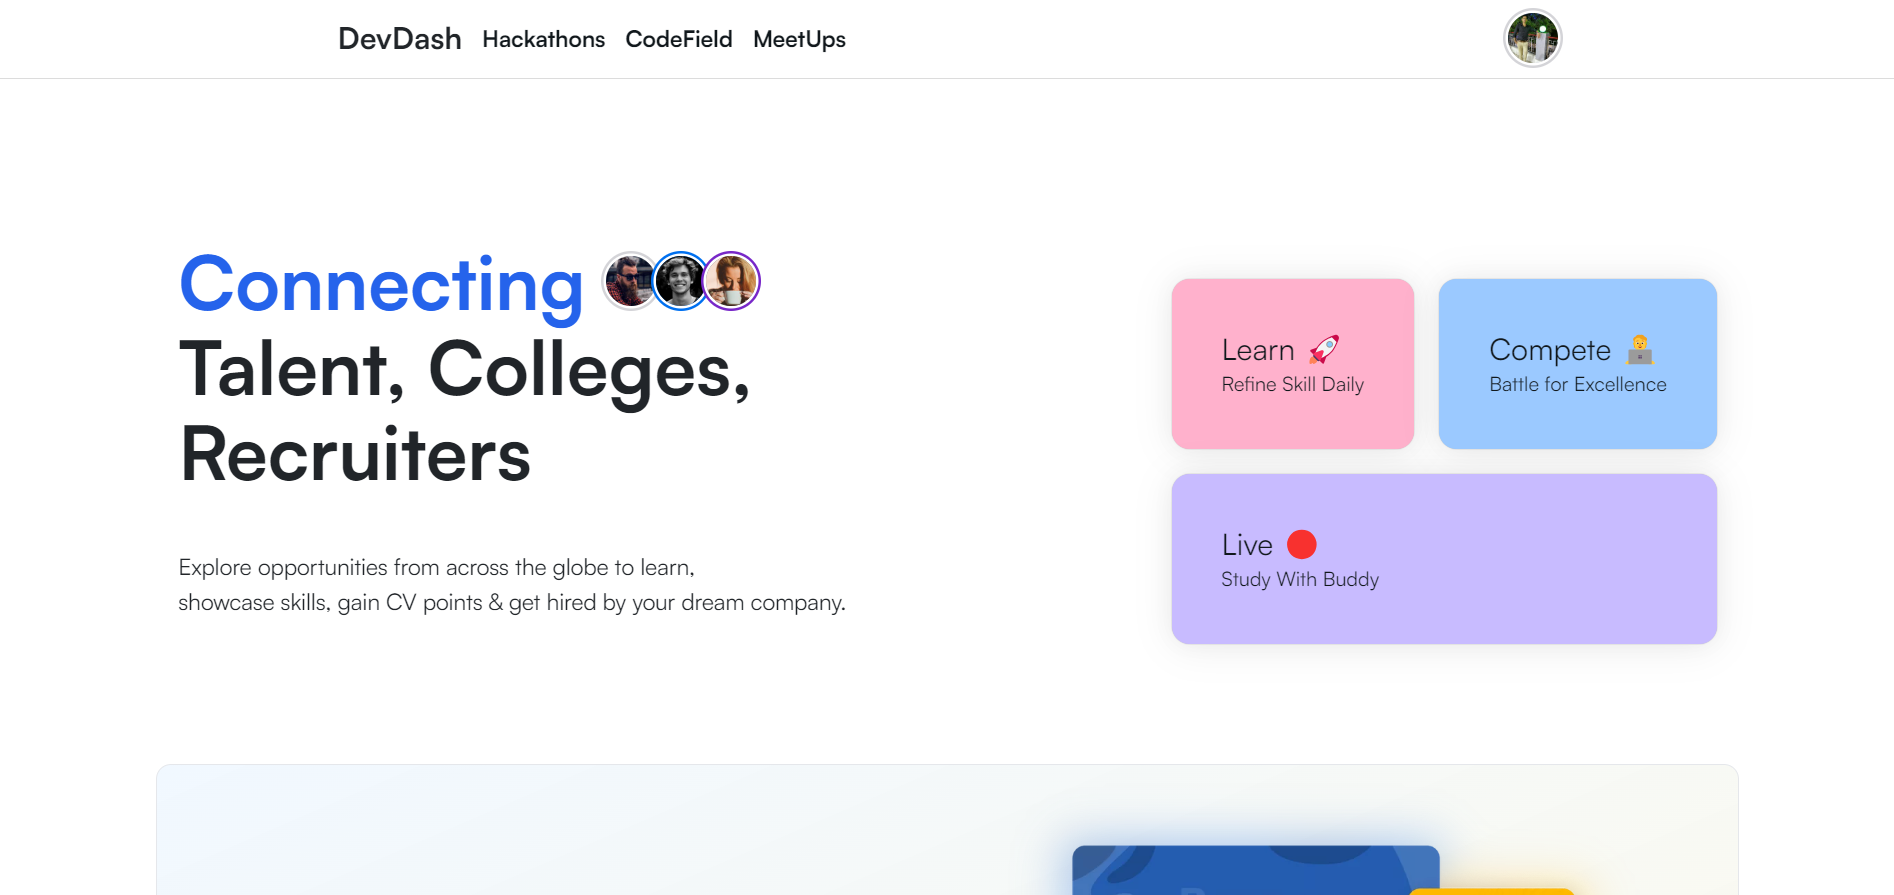 DevDash Hackathons CodeField MeetUps
Connecting
Talent, Colleges,
Recruiters
Explore opportunities from across the globe to learn,
showcase skills, gain CV points & get hired by your dream company.
Learn 🚀
Refine Skill Daily
Compete 🧑‍💻
Battle for Excellence
Live 🔴
Study With Buddy